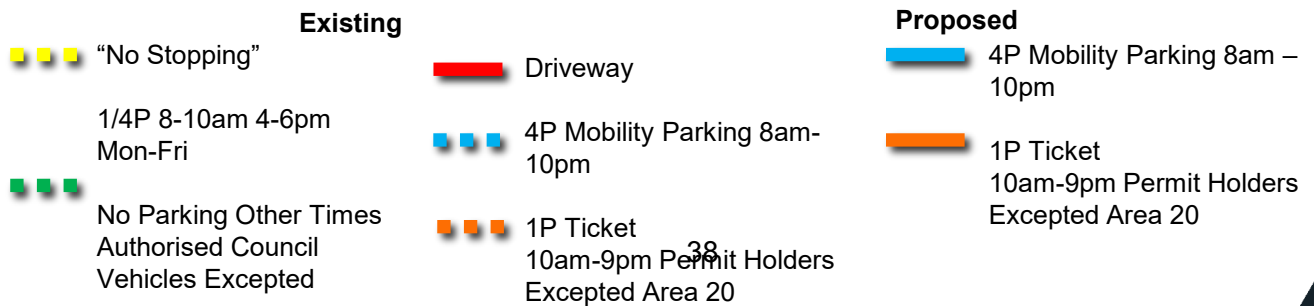 Existing
“No Stopping”
1/4P 8-10am 4-6pm
Mon-Fri
No Parking Other Times
Authorised Council
Vehicles Excepted
Driveway
4P Mobility Parking 8am-
10pm
1P Ticket
10am-9pm Permit Holders
Excepted Area 20
38
Proposed
4P Mobility Parking 8am –
10pm
1P Ticket
10am-9pm Permit Holders
Excepted Area 20